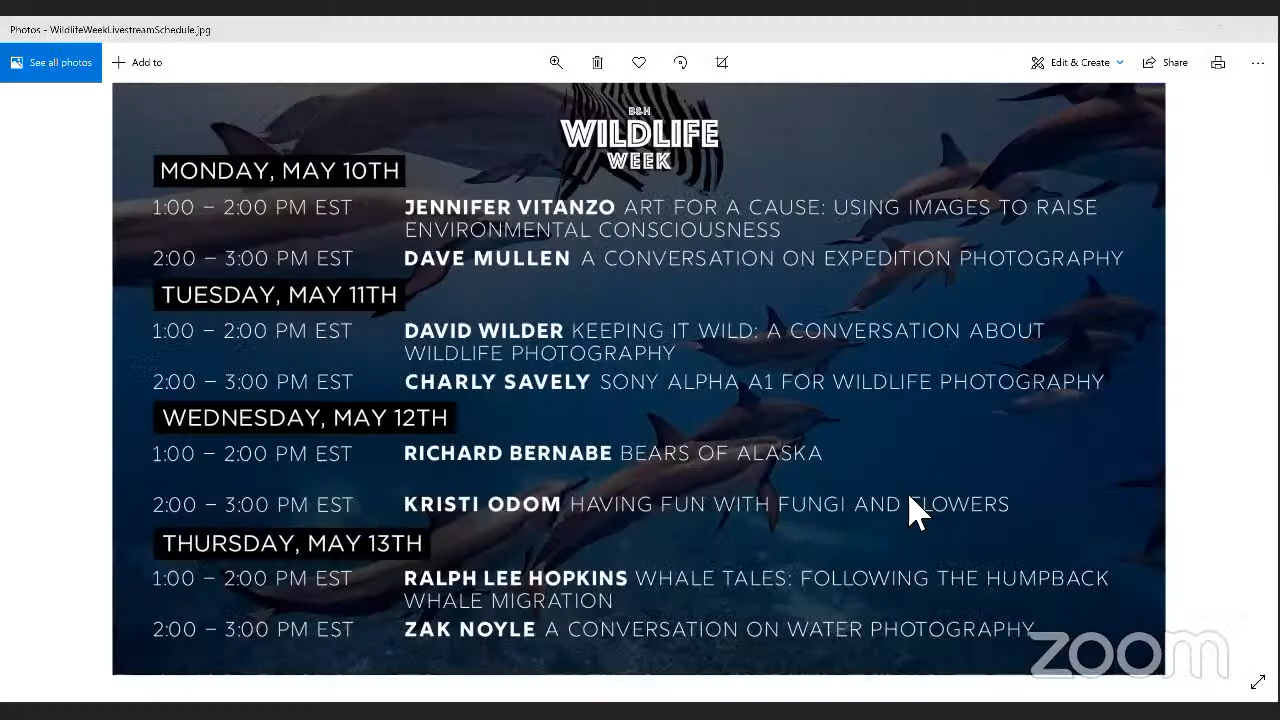 Photos - WildlifeWeekLivestreamSchedule.jpg
See all photos
Add to
Edit & Create
Share
B&H
WILDLIFE
WEEK
MONDAY, MAY 10TH
1:00 – 2:00 PM EST JENNIFER VITANZO ART FOR A CAUSE: USING IMAGES TO RAISE
ENVIRONMENTAL CONSCIOUSNESS
2:00 – 3:00 PM EST DAVE MULLEN A CONVERSATION ON EXPEDITION PHOTOGRAPHY
TUESDAY, MAY 11TH
1:00 – 2:00 PM EST DAVID WILDER KEEPING IT WILD: A CONVERSATION ABOUT
WILDLIFE PHOTOGRAPHY
2:00 – 3:00 PM EST CHARLY SAVELY SONY ALPHA A1 FOR WILDLIFE PHOTOGRAPHY
WEDNESDAY, MAY 12TH
1:00 – 2:00 PM EST RICHARD BERNABE BEARS OF ALASKA
2:00 – 3:00 PM EST KRISTI ODOM HAVING FUN WITH FUNGI AND FLOWERS
THURSDAY, MAY 13TH
1:00 – 2:00 PM EST RALPH LEE HOPKINS WHALE TALES: FOLLOWING THE HUMPBACK
WHALE MIGRATION
2:00 – 3:00 PM EST ZAK NOYLE A CONVERSATION ON WATER PHOTOGRAPHY
zoom